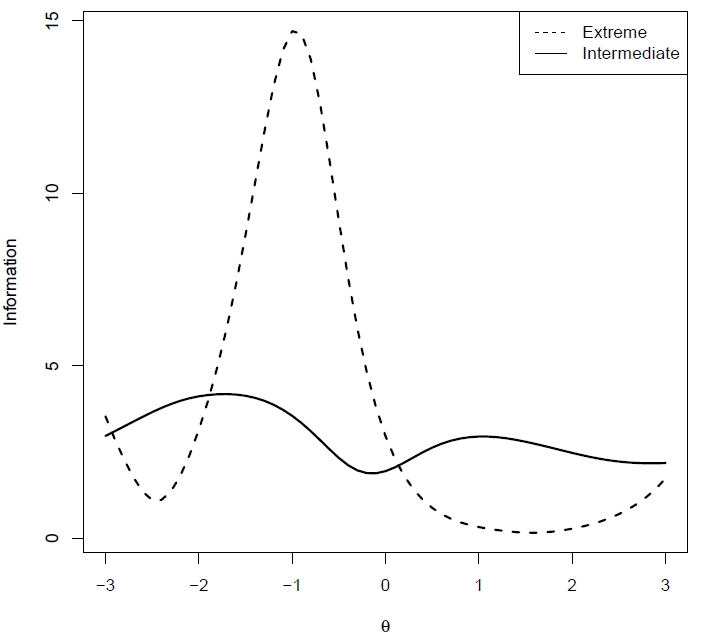 15
10
5
0
Information
Extreme
Intermediate
−3 −2 −1 0 1 2 3
θ